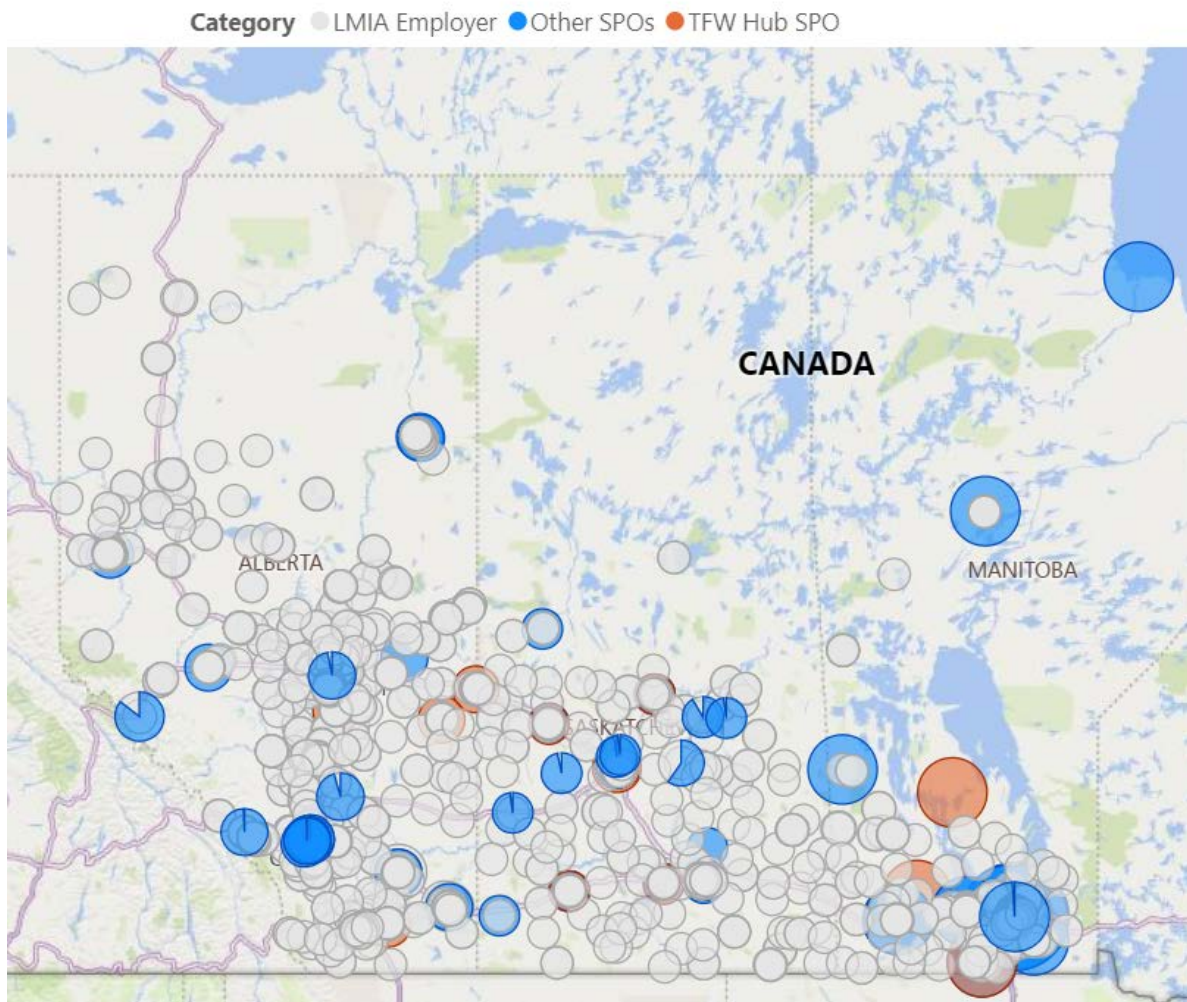 Category LMIA Employer Other SPOs TFW Hub SPO
CANADA
ALBERTA
MANITOBA